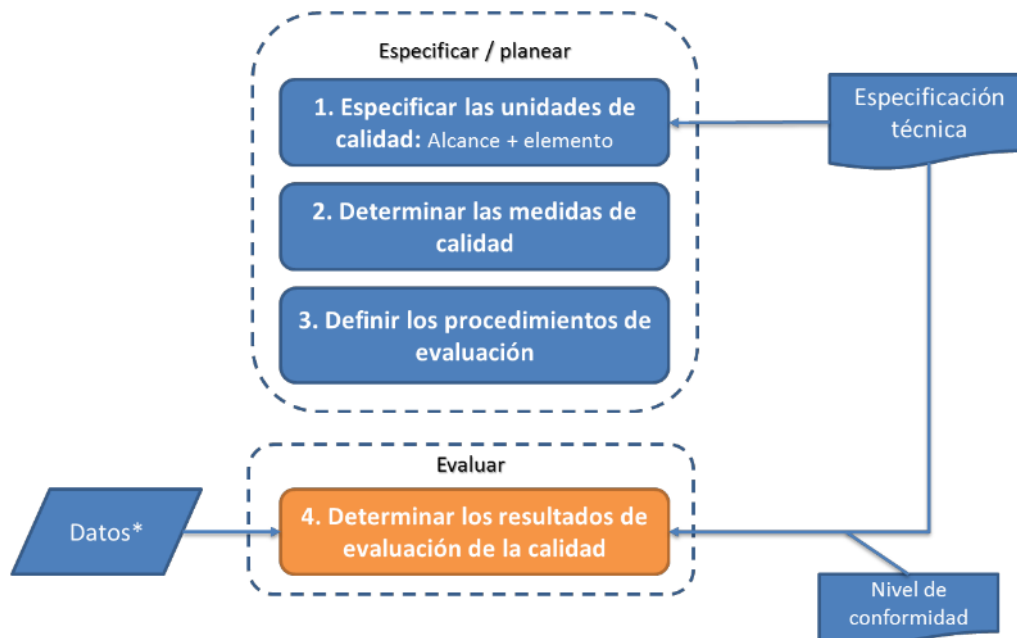 Especificar / planear
1. Especificar las unidades de
calidad: Alcance + elemento
Especificación
técnica
2. Determinar las medidas de
calidad
3. Definir los procedimientos de
evaluación
Evaluar
4. Determinar los resultados de
evaluación de la calidad
Datos*
Nivel de
conformidad